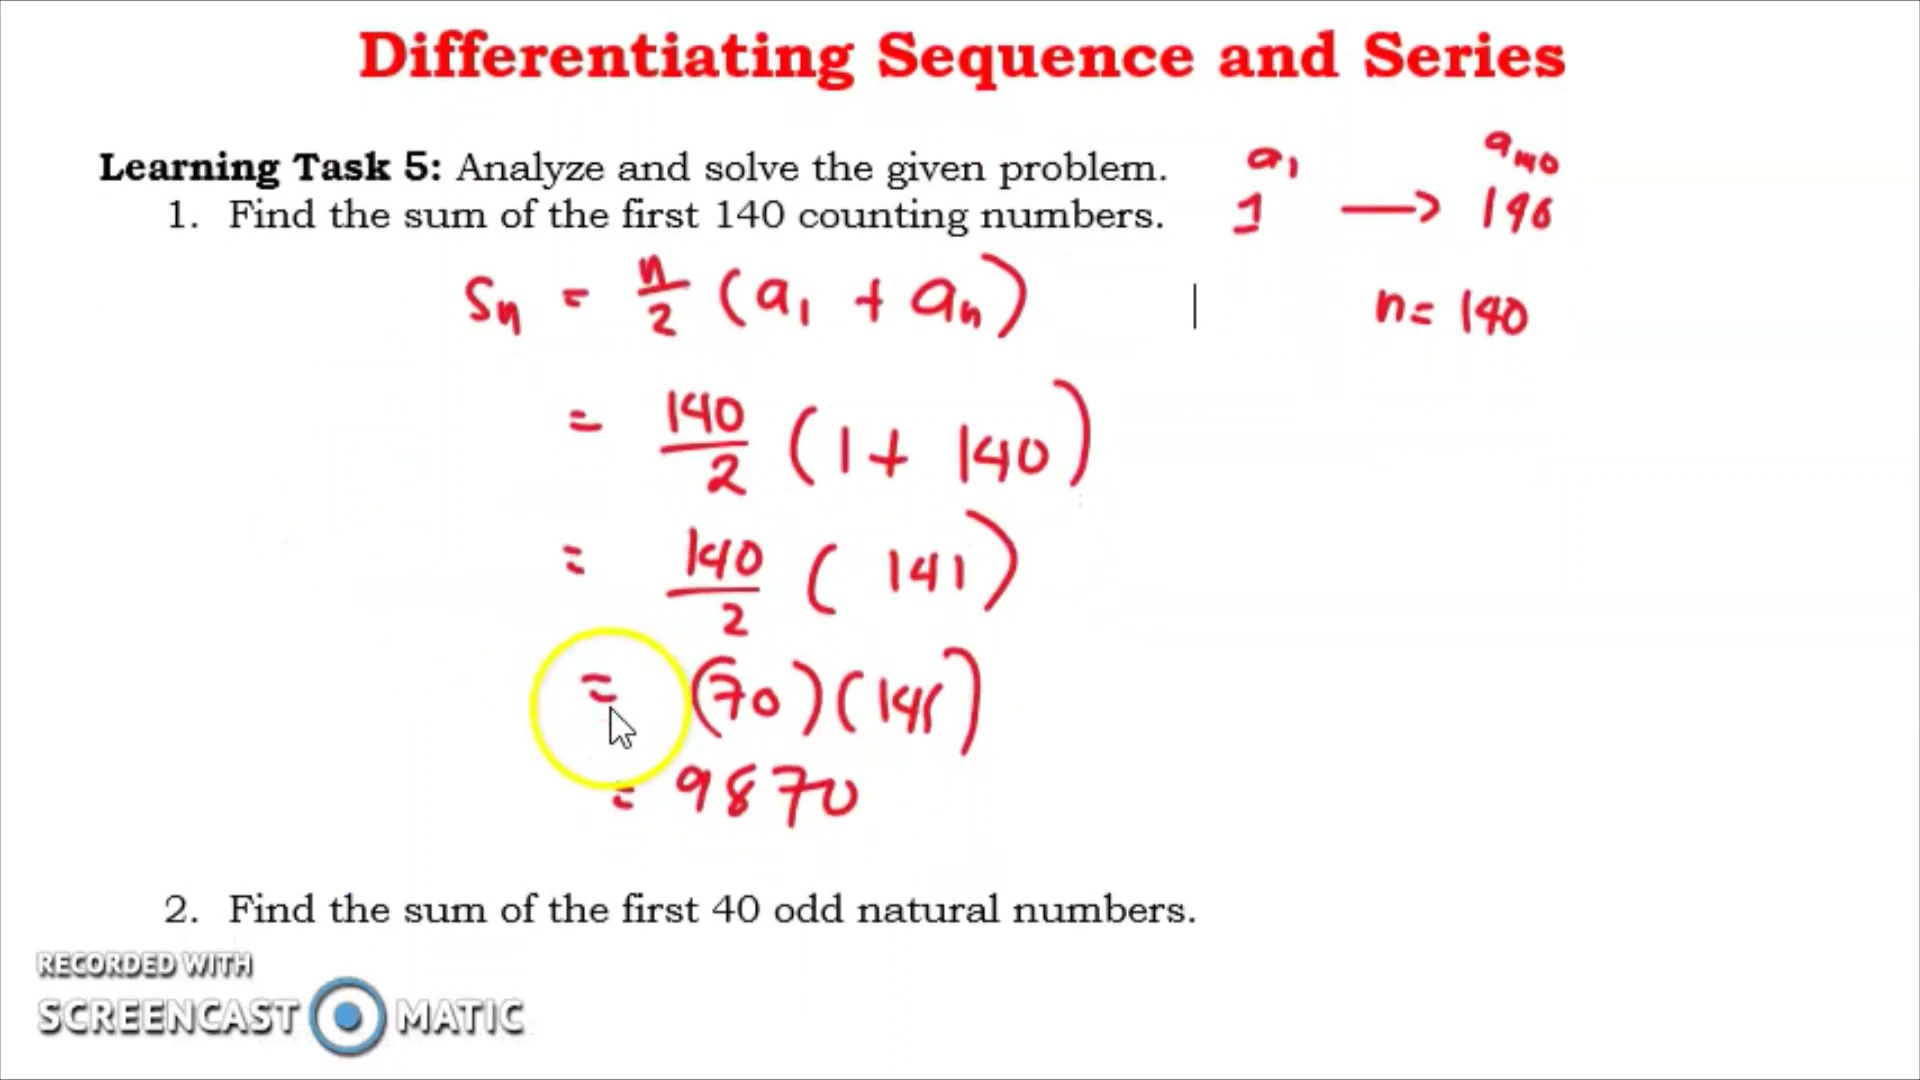 Differentiating Sequence and Series
Learning Task 5: Analyze and solve the given problem.
a₁ a₁₄₀
1. Find the sum of the first 140 counting numbers.
1 → 140
Sn = n/2 (a₁ + an)
n = 140
= 140/2 (1 + 140)
= 140/2 (141)
= (70)(141)
= 9870
2. Find the sum of the first 40 odd natural numbers.
RECORDED WITH
SCREENCAST MATIC